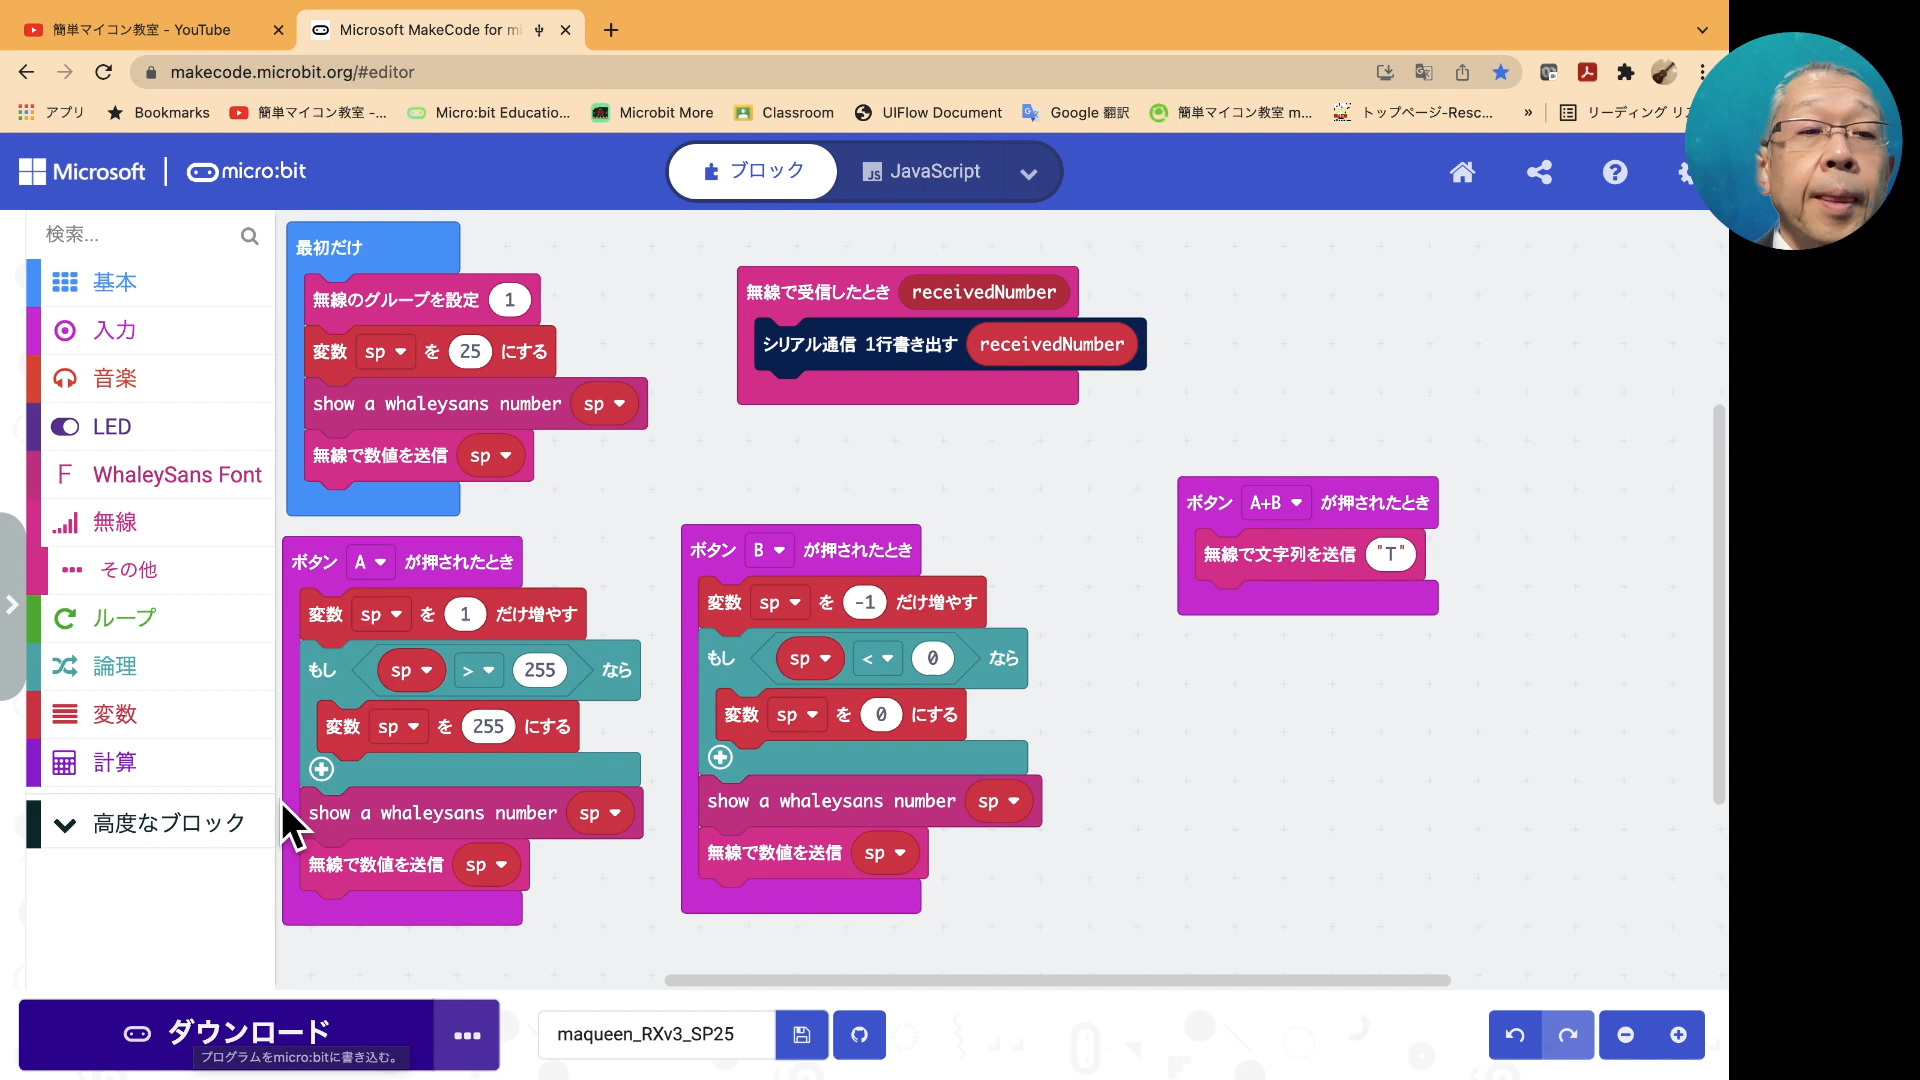 簡単マイコン教室 - YouTube
Microsoft MakeCode for mi
makecode.microbit.org/#editor
アプリ
Bookmarks
簡単マイコン教室 -...
Micro:bit Educatio...
Microbit More
Classroom
UIFlow Document
Google 翻訳
簡単マイコン教室 m...
トップページ-Resc...
»
リーディング リス
Microsoft
micro:bit
ブロック
JS JavaScript
検索...
基本
入力
音楽
LED
F WhaleySans Font
無線
その他
ループ
論理
変数
計算
高度なブロック
最初だけ
無線のグループを設定 1
変数 sp を 25 にする
show a whaleysans number sp
無線で数値を送信 sp
無線で受信したとき receivedNumber
シリアル通信 1行書き出す receivedNumber
ボタン A が押されたとき
変数 sp を 1 だけ増やす
もし sp > 255 なら
変数 sp を 255 にする
show a whaleysans number sp
無線で数値を送信 sp
ボタン B が押されたとき
変数 sp を -1 だけ増やす
もし sp < 0 なら
変数 sp を 0 にする
show a whaleysans number sp
無線で数値を送信 sp
ボタン A+B が押されたとき
無線で文字列を送信 "T"
ダウンロード
プログラムをmicro:bitに書き込む。
maqueen_RXv3_SP25